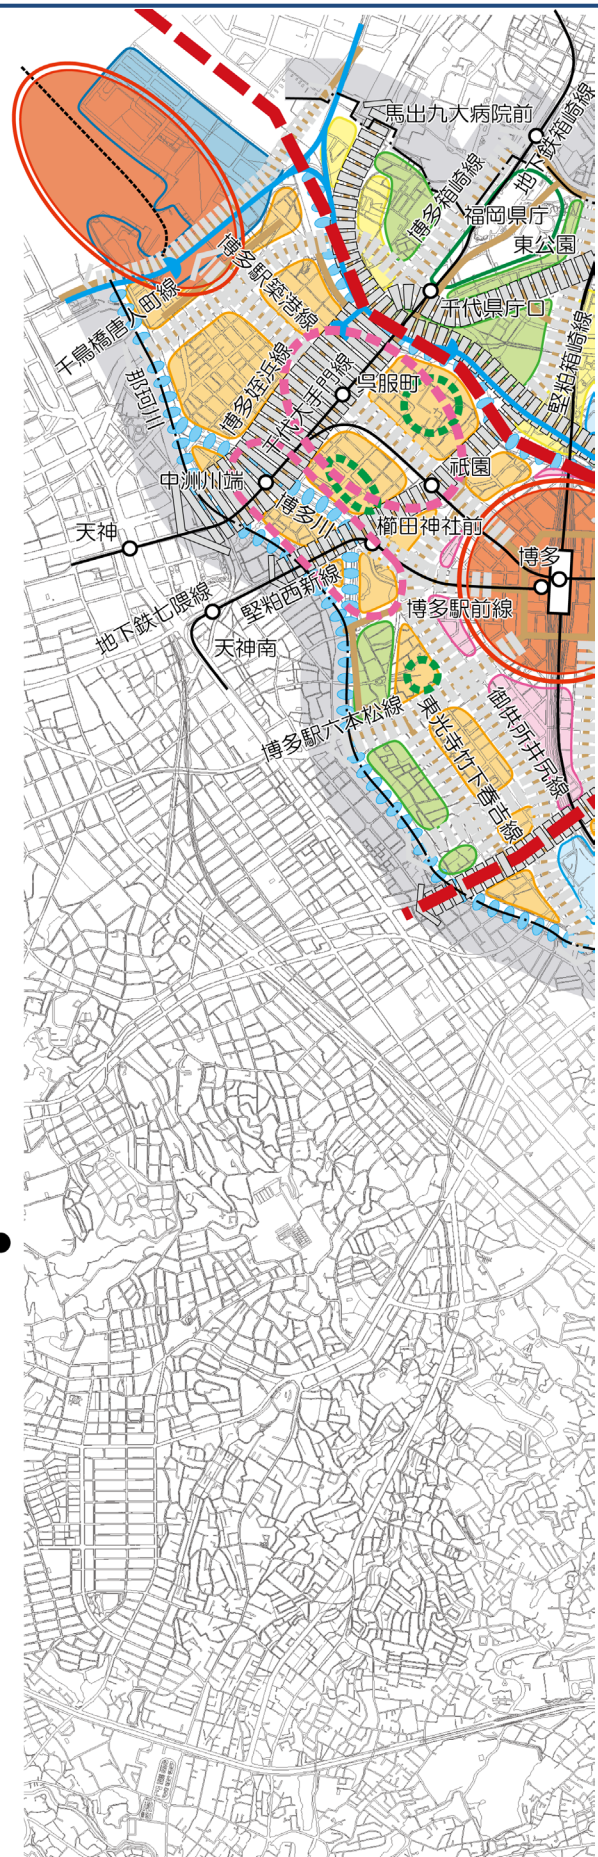 馬出九大病院前
地下鉄箱崎線
博多箱崎線
福岡県庁
東公園
博多駅築港線
千鳥橋唐人町線
千代県庁口
堅粕箱崎線
那珂川
博多姪浜線
千代大手門線
呉服町
中洲川端
祇園
博多川
櫛田神社前
天神
博多
堅粕西新線
博多駅前線
地下鉄七隈線
天神南
御供所井尻線
博多駅六本松線
東光寺竹下春吉線